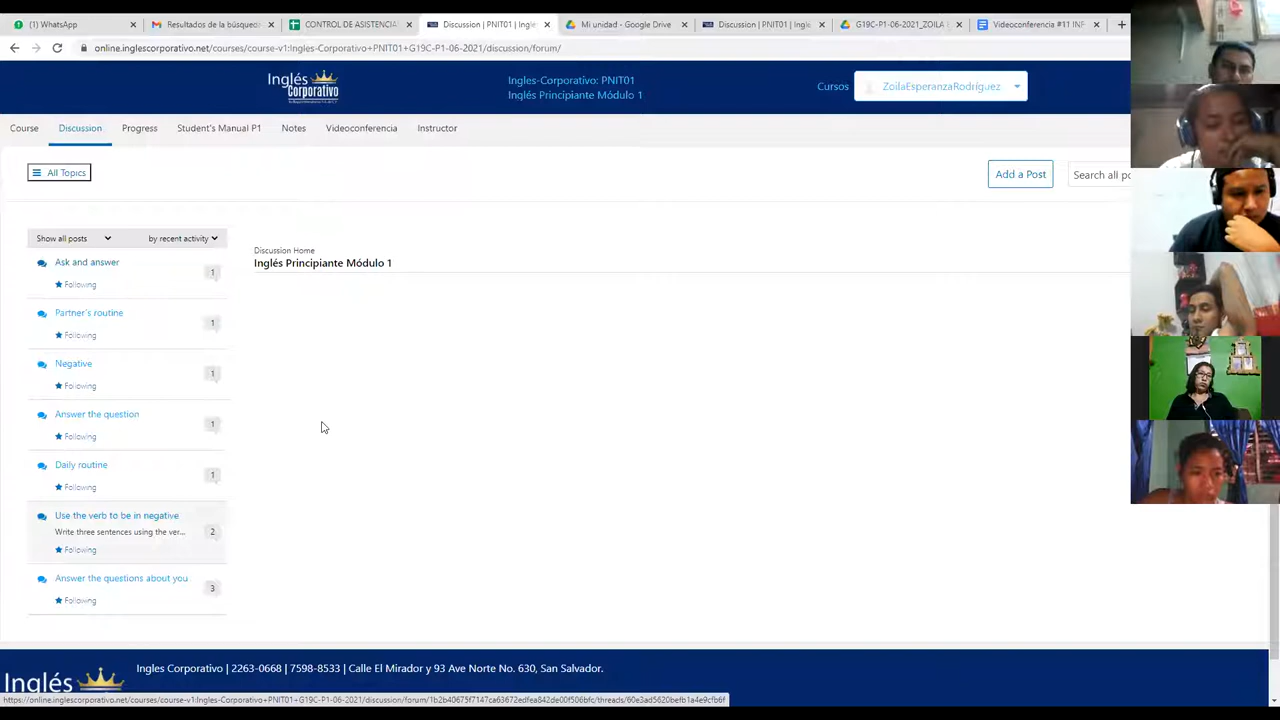 (1) WhatsApp
Resultados de la búsqued
CONTROL DE ASISTENCIA
Discussion | PNIT01 | Ingle
Mi unidad - Google Drive
Discussion | PNIT01 | Ingle
G19C-P1-06-2021_ZOILA E
Videoconferencia #11 INF
online.inglescorporativo.net/courses/course-v1:Ingles-Corporativo+PNIT01+G19C-P1-06-2021/discussion/forum/
Inglés
Corporativo
Ingles-Corporativo: PNIT01
Inglés Principiante Módulo 1
Cursos
ZoilaEsperanzaRodríguez
Course
Discussion
Progress
Student's Manual P1
Notes
Videoconferencia
Instructor
All Topics
Add a Post
Search all po
Show all posts
by recent activity
Discussion Home
Inglés Principiante Módulo 1
Ask and answer
1
Following
Partner's routine
1
Following
Negative
1
Following
Answer the question
1
Following
Daily routine
1
Following
Use the verb to be in negative
Write three sentences using the ver...
2
Following
Answer the questions about you
3
Following
Inglés
Ingles Corporativo | 2263-0668 | 7598-8533 | Calle El Mirador y 93 Ave Norte No. 630, San Salvador.